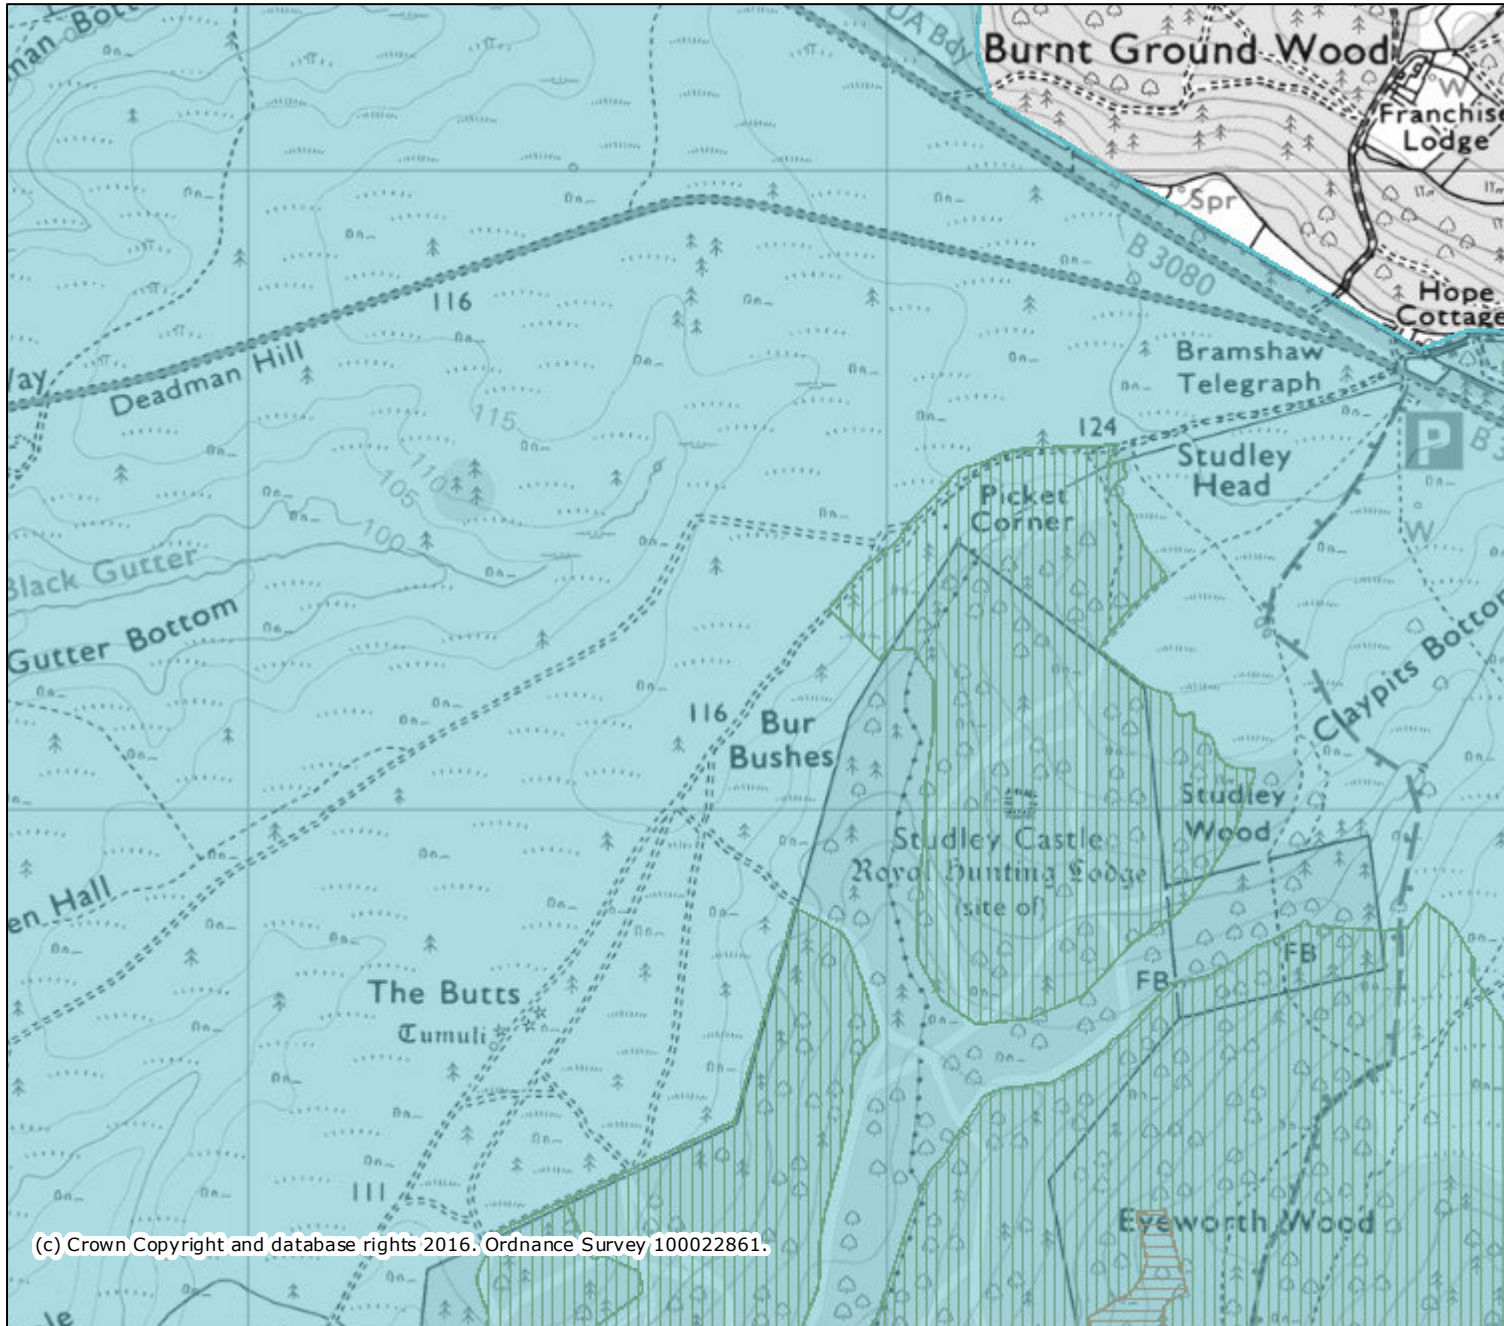 UA Bdy
Burnt Ground Wood
W
Franchise
Lodge
Spr
B 3080
116
Hope
Cottage
Bramshaw
Telegraph
Deadman Hill
115
124
P
Studley
Head
110
105
Picket
Corner
100
W
Black Gutter
Gutter Bottom
116
Bur
Bushes
Claypits Bottom
Studley
Wood
Studley Castle
Royal Hunting Lodge
(site of)
FB
FB
The Butts
Tumuli
111
Eyeworth Wood
(c) Crown Copyright and database rights 2016. Ordnance Survey 100022861.